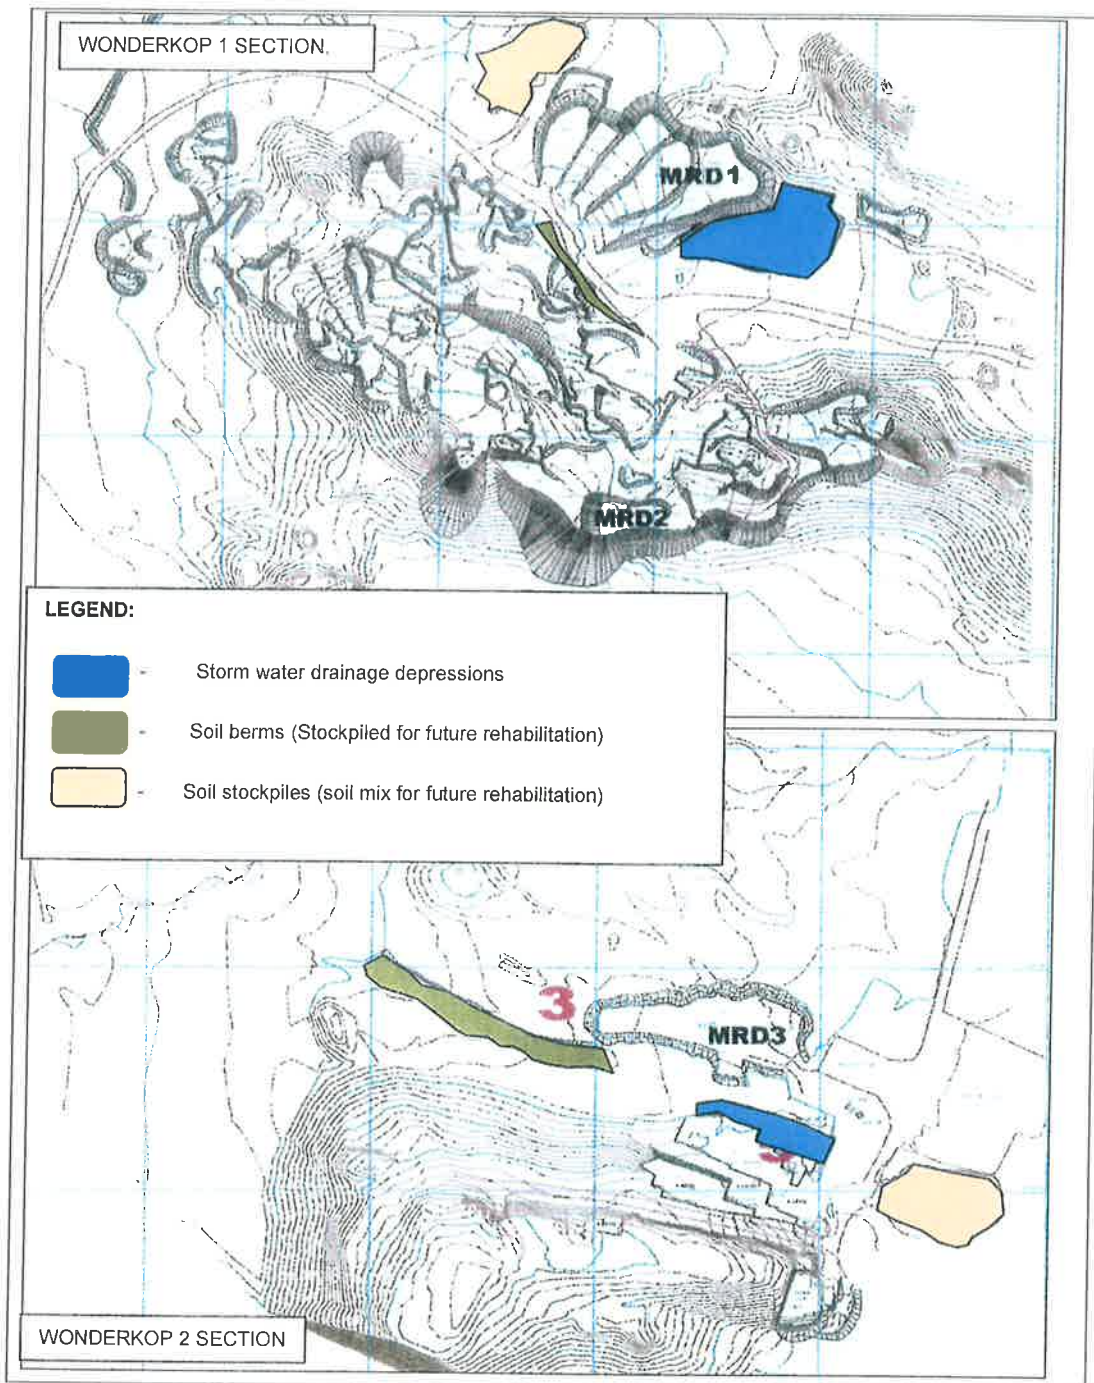 WONDERKOP 1 SECTION.
MRD1
MRD2
LEGEND:
- Storm water drainage depressions
- Soil berms (Stockpiled for future rehabilitation)
- Soil stockpiles (soil mix for future rehabilitation)
3
MRD3
WONDERKOP 2 SECTION